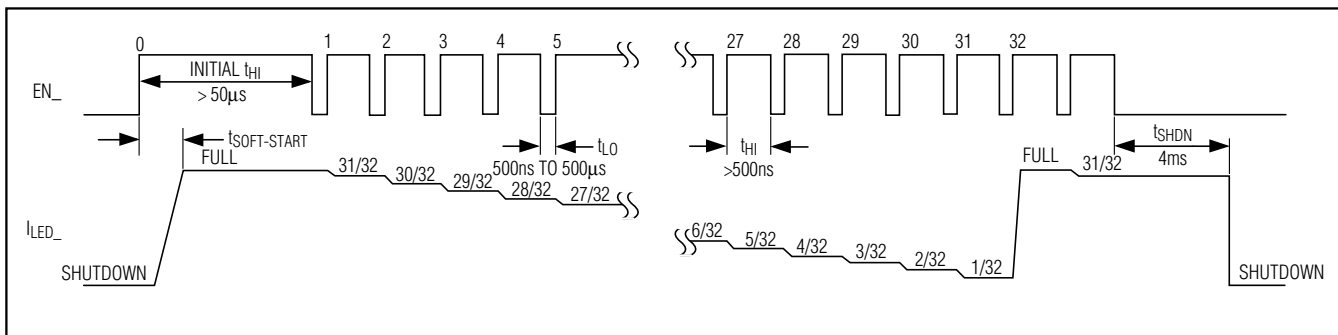 0 1 2 3 4 5 27 28 29 30 31 32
INITIAL tHI
> 50µs
EN_
tSOFT-START
tLO
500ns TO 500µs
tHI
>500ns
tSHDN
4ms
FULL
31/32
30/32
29/32
28/32
27/32
FULL
31/32
ILED_
6/32
5/32
4/32
3/32
2/32
1/32
SHUTDOWN
SHUTDOWN